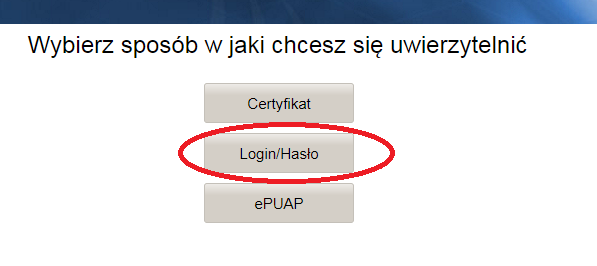 Wybierz sposób w jaki chcesz się uwierzytelnić
Certyfikat
Login/Hasło
ePUAP